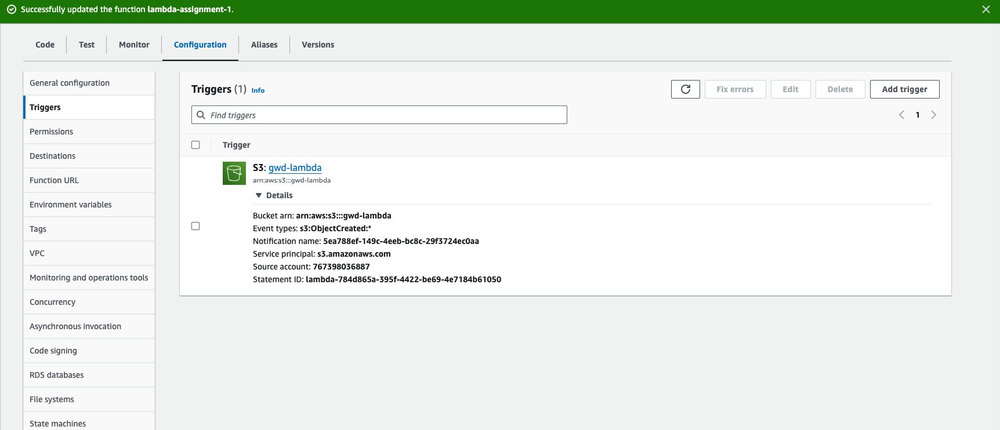 Successfully updated the function lambda-assignment-1.
Code Test Monitor Configuration Aliases Versions
General configuration
Triggers
Permissions
Destinations
Function URL
Environment variables
Tags
VPC
Monitoring and operations tools
Concurrency
Asynchronous invocation
Code signing
RDS databases
File systems
State machines
Triggers (1) Info
Fix errors Edit Delete Add trigger
Find triggers
1
Trigger
S3: gwd-lambda
arn:aws:s3:::gwd-lambda
Details
Bucket arn: arn:aws:s3:::gwd-lambda
Event types: s3:ObjectCreated:*
Notification name: 5ea788ef-149c-4eeb-bc8c-29f3724ec0aa
Service principal: s3.amazonaws.com
Source account: 767398036887
Statement ID: lambda-784d865a-395f-4422-be69-4e7184b61050